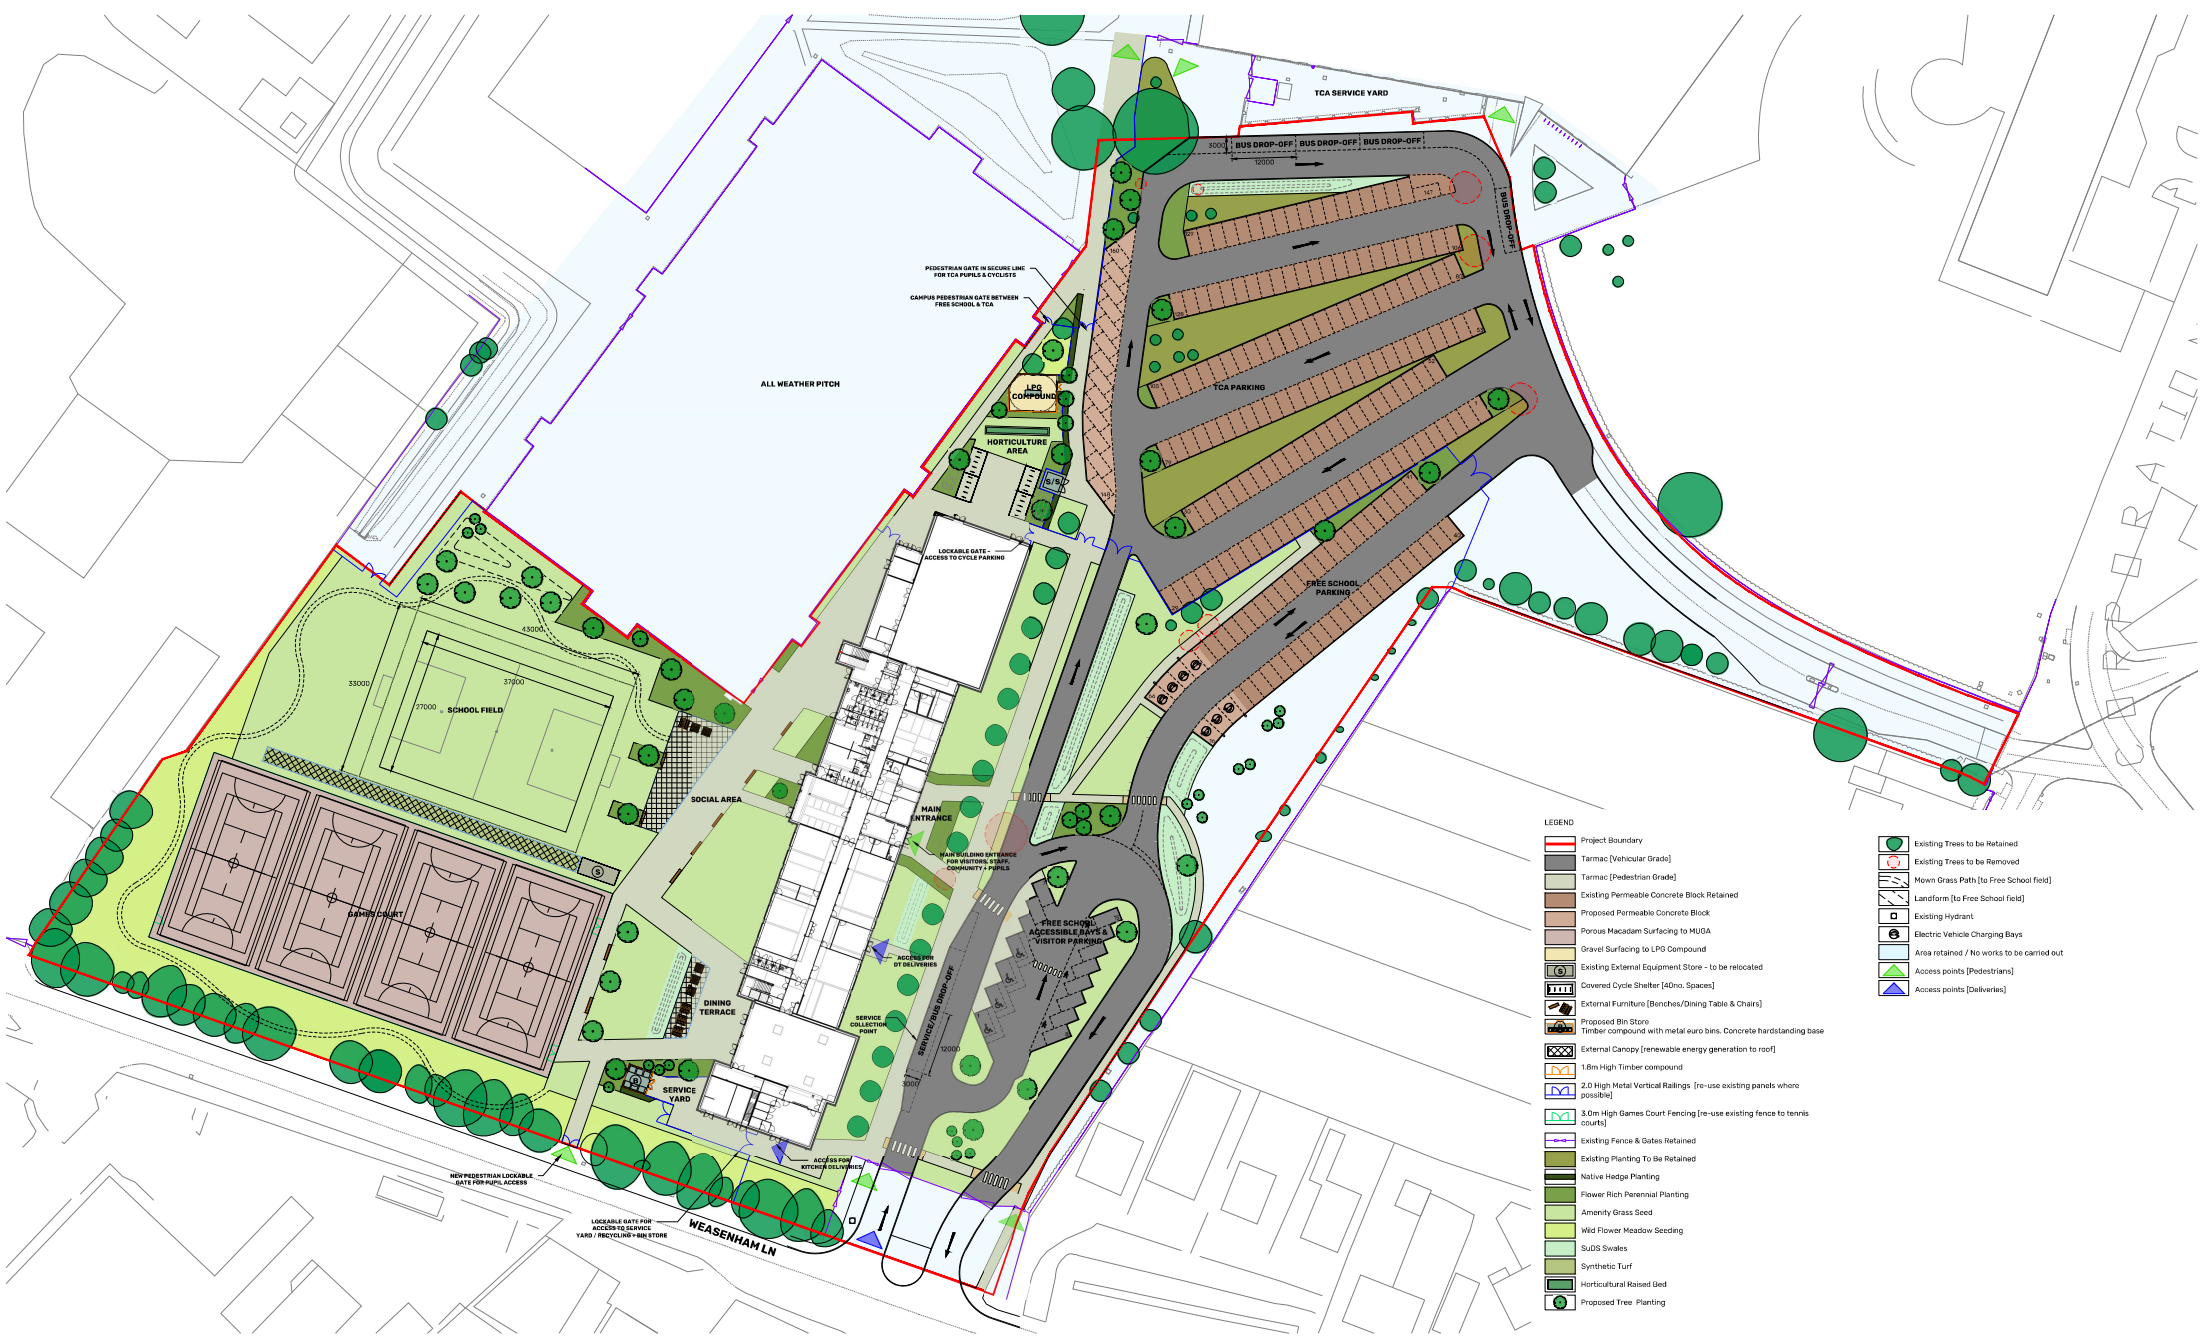 TCA SERVICE YARD
3000
BUS DROP-OFF
BUS DROP-OFF
BUS DROP-OFF
12000
BUS DROP-OFF
147
PEDESTRIAN GATE IN SECURE LINE
FOR TCA PUPILS & CYCLISTS
CAMPUS PEDESTRIAN GATE BETWEEN
FREE SCHOOL & TCA
ALL WEATHER PITCH
TCA PARKING
LPG
COMPOUND
HORTICULTURE
AREA
S/S
LOCKABLE GATE -
ACCESS TO CYCLE PARKING
FREE SCHOOL
PARKING
43000
33000
37000
27000
SCHOOL FIELD
SOCIAL AREA
MAIN
ENTRANCE
MAIN BUILDING ENTRANCE
FOR VISITORS, STAFF,
COMMUNITY + PUPILS
S
GAMES COURT
FREE SCHOOL
ACCESSIBLE BAYS &
VISITOR PARKING
ACCESS FOR
DT DELIVERIES
DINING
TERRACE
SERVICE
COLLECTION
POINT
SERVICE/BUS DROP-OFF
12000
3000
B
SERVICE
YARD
ACCESS FOR
KITCHEN DELIVERIES
NEW PEDESTRIAN LOCKABLE
GATE FOR PUPIL ACCESS
LOCKABLE GATE FOR
ACCESS TO SERVICE
YARD / RECYCLING + BIN STORE
WEASENHAM LN
LEGEND
Project Boundary
Tarmac [Vehicular Grade]
Tarmac [Pedestrian Grade]
Existing Permeable Concrete Block Retained
Proposed Permeable Concrete Block
Porous Macadam Surfacing to MUGA
Gravel Surfacing to LPG Compound
Existing External Equipment Store - to be relocated
Covered Cycle Shelter [40no. Spaces]
External Furniture [Benches/Dining Table & Chairs]
Proposed Bin Store
Timber compound with metal euro bins. Concrete hardstanding base
External Canopy [renewable energy generation to roof]
1.8m High Timber compound
2.0 High Metal Vertical Railings [re-use existing panels where
possible]
3.0m High Games Court Fencing [re-use existing fence to tennis
courts]
Existing Fence & Gates Retained
Existing Planting To Be Retained
Native Hedge Planting
Flower Rich Perennial Planting
Amenity Grass Seed
Wild Flower Meadow Seeding
SuDS Swales
Synthetic Turf
Horticultural Raised Bed
Proposed Tree Planting
Existing Trees to be Retained
Existing Trees to be Removed
Mown Grass Path [to Free School field]
Landform [to Free School field]
Existing Hydrant
Electric Vehicle Charging Bays
Area retained / No works to be carried out
Access points [Pedestrians]
Access points [Deliveries]